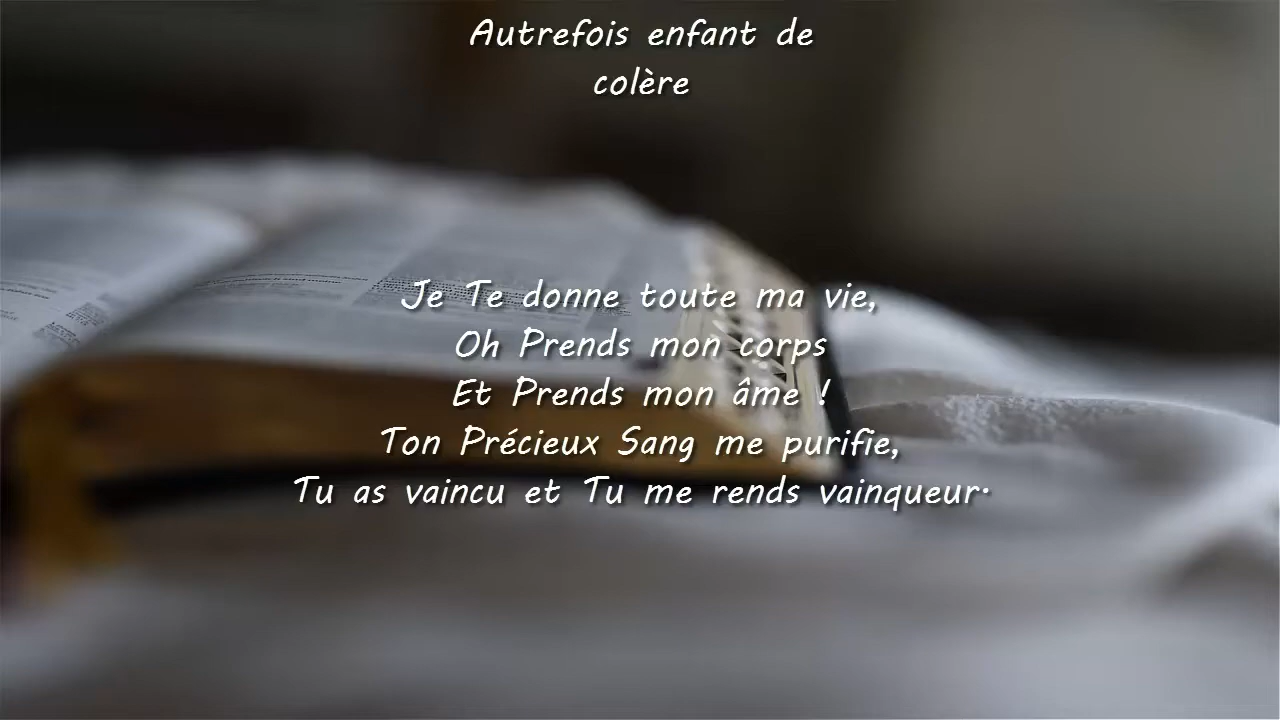 Autrefois enfant de
colère
Je Te donne toute ma vie,
Oh Prends mon corps
Et Prends mon âme !
Ton Précieux Sang me purifie,
Tu as vaincu et Tu me rends vainqueur.